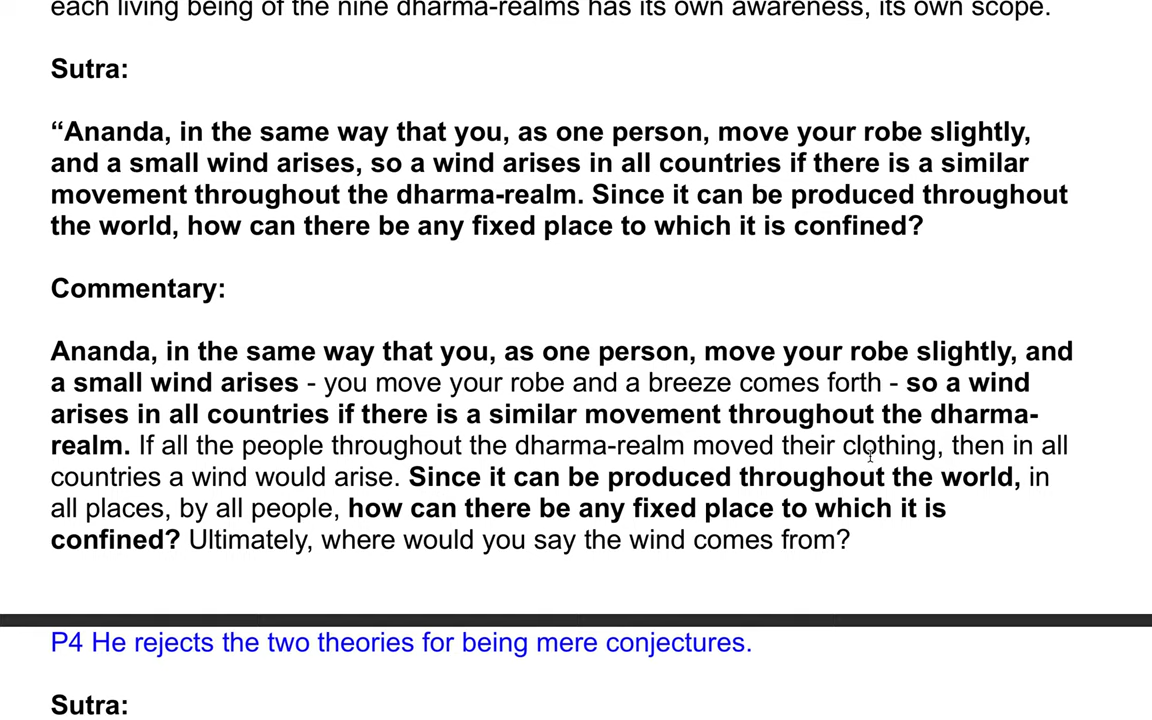 each living being of the nine dharma-realms has its own awareness, its own scope.
Sutra:
“Ananda, in the same way that you, as one person, move your robe slightly,
and a small wind arises, so a wind arises in all countries if there is a similar
movement throughout the dharma-realm. Since it can be produced throughout
the world, how can there be any fixed place to which it is confined?
Commentary:
Ananda, in the same way that you, as one person, move your robe slightly, and
a small wind arises - you move your robe and a breeze comes forth - so a wind
arises in all countries if there is a similar movement throughout the dharma-
realm. If all the people throughout the dharma-realm moved their clothing, then in all
countries a wind would arise. Since it can be produced throughout the world, in
all places, by all people, how can there be any fixed place to which it is
confined? Ultimately, where would you say the wind comes from?
P4 He rejects the two theories for being mere conjectures.
Sutra: